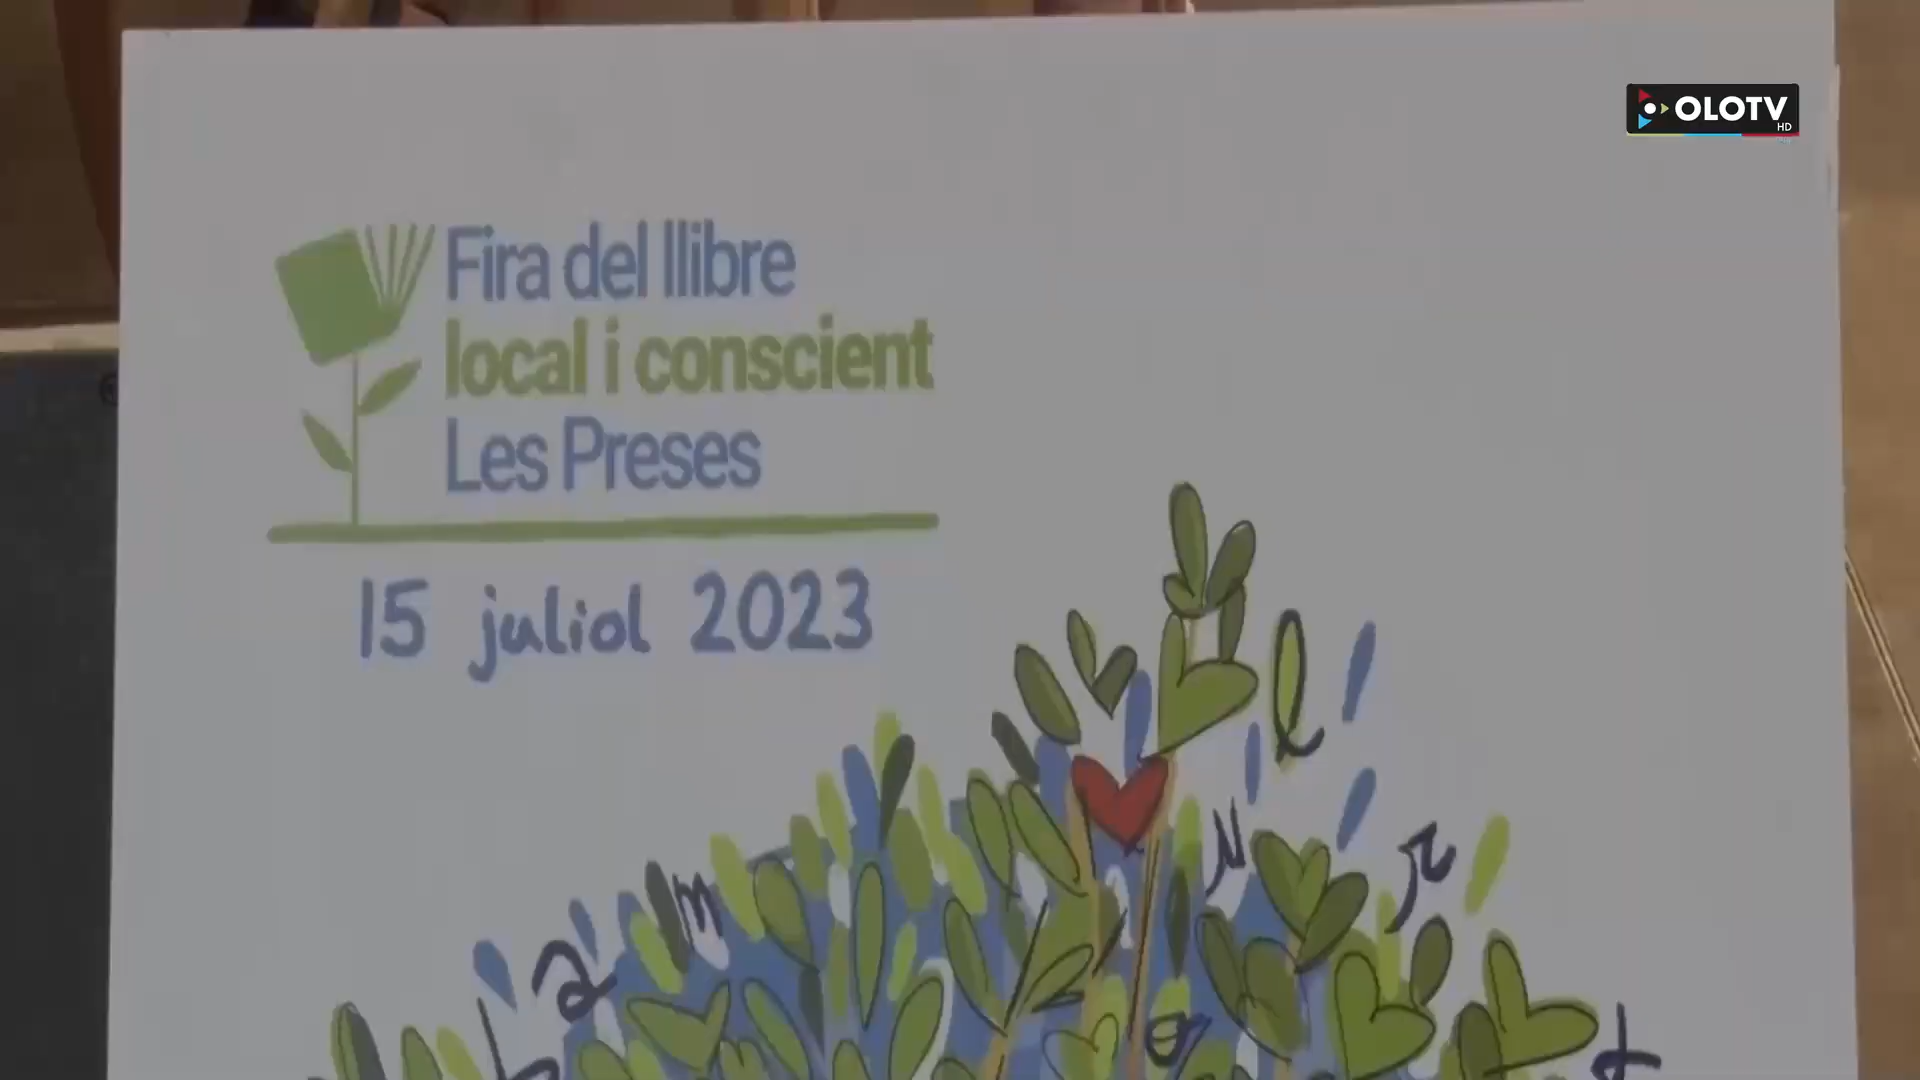 OLOTV
HD
Fira del llibre
local i conscient
Les Preses
15 juliol 2023
l
N
r
m
a